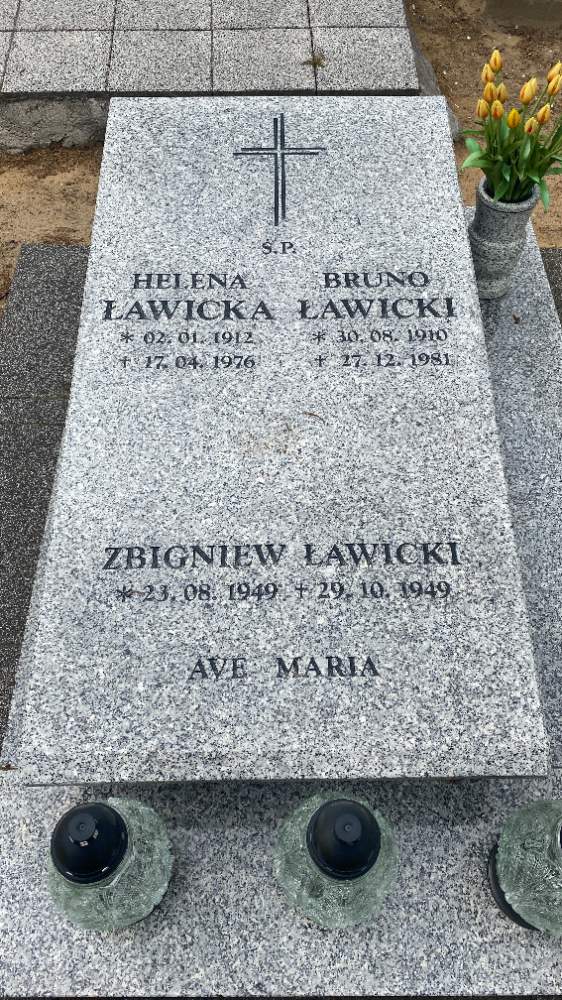 Ś.P.
HELENA BRUNO
ŁAWICKA ŁAWICKI
* 02. 01. 1912 * 30. 08. 1910
+ 17. 04. 1976 + 27. 12. 1981
ZBIGNIEW ŁAWICKI
* 23. 08. 1949 + 29. 10. 1949
AVE MARIA